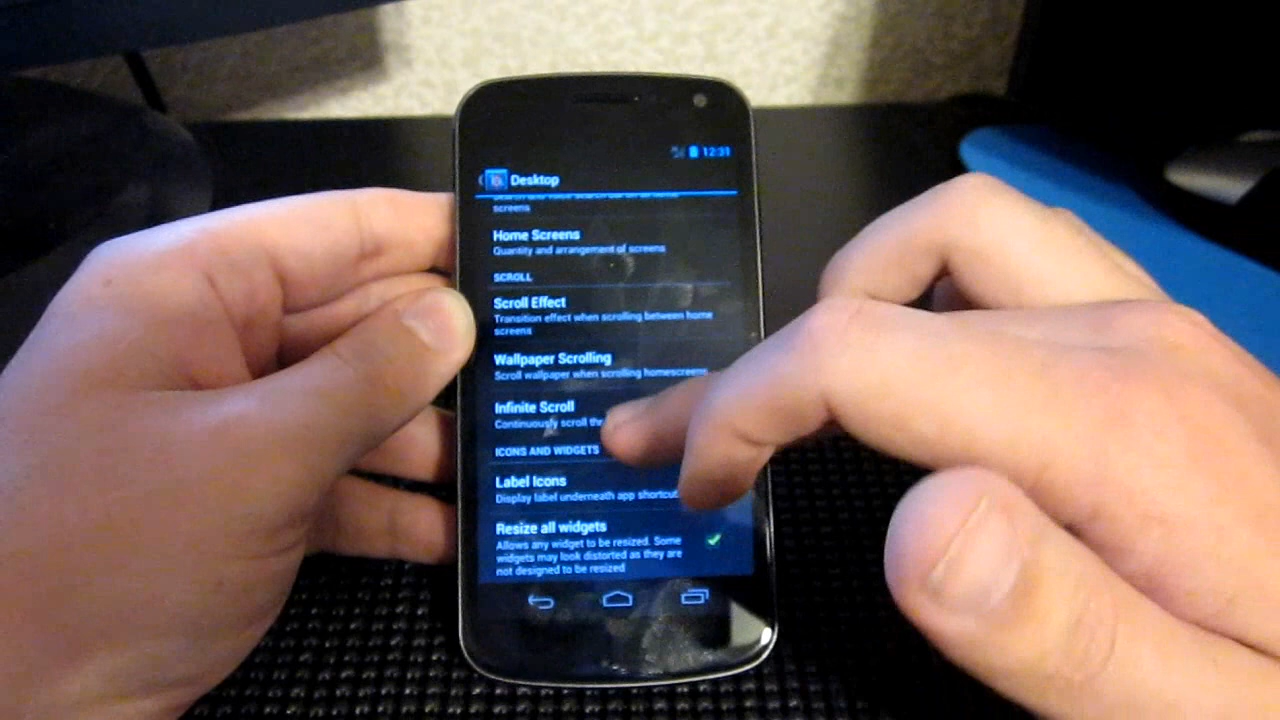 12:31
Desktop
screens
Home Screens
Quantity and arrangement of screens
SCROLL
Scroll Effect
Transition effect when scrolling between home
screens
Wallpaper Scrolling
Scroll wallpaper when scrolling homescreens
Infinite Scroll
Continuously scroll
ICONS AND WIDGETS
Label Icons
Display label underneath app
Resize all widgets
Allows any widget to be resized. Some
widgets may look distorted as they are
not designed to be resized